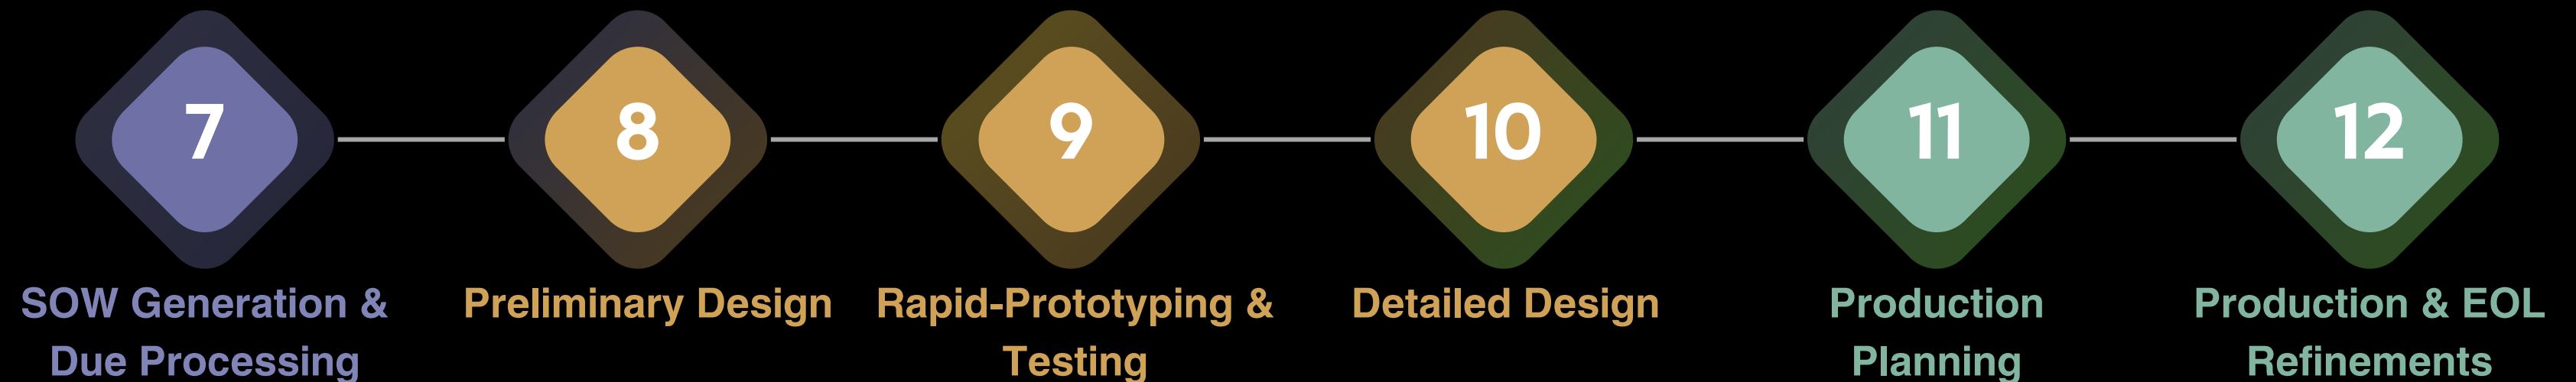 7
8
9
10
11
12
SOW Generation &
Due Processing
Preliminary Design
Rapid-Prototyping &
Testing
Detailed Design
Production
Planning
Production & EOL
Refinements